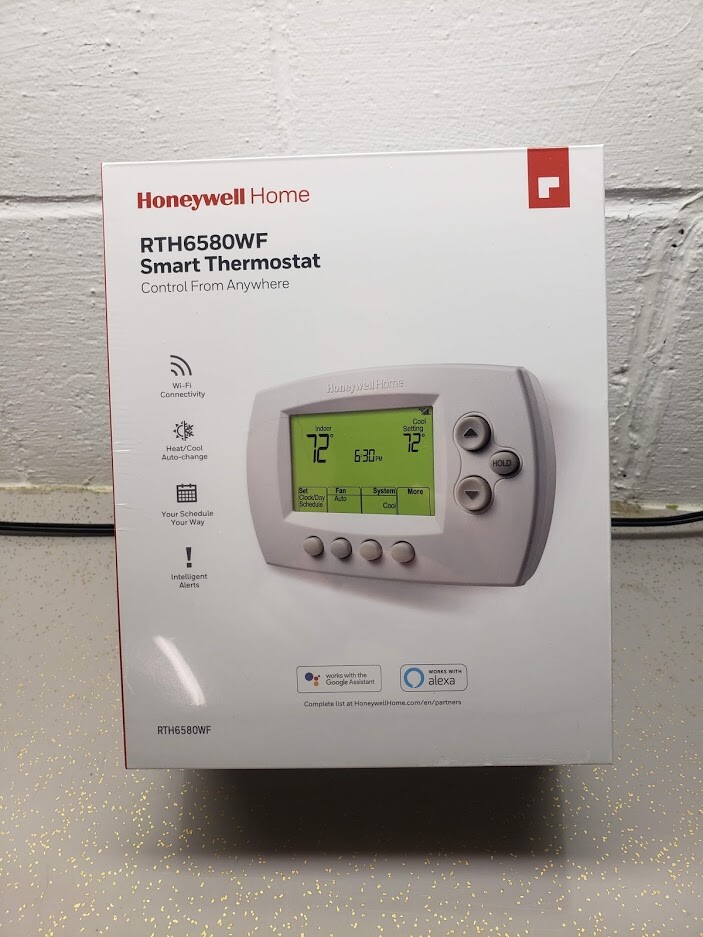 Honeywell Home
RTH6580WF
Smart Thermostat
Control From Anywhere
Wi-Fi
Connectivity
Heat/Cool
Auto-change
Your Schedule
Your Way
Intelligent
Alerts
Honeywell Home
Indoor
72°
6:30 PM
Cool
Setting
72°
Set
Clock/Day
Schedule
Fan
Auto
System
Cool
More
HOLD
works with the
Google Assistant
WORKS WITH
alexa
Complete list at HoneywellHome.com/en/partners
RTH6580WF